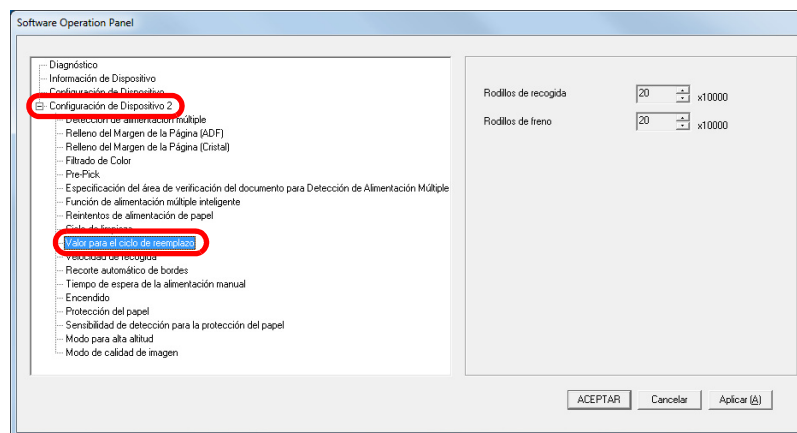 Software Operation Panel
Diagnóstico
Información de Dispositivo
Configuración de Dispositivo
Configuración de Dispositivo 2
Detección de alimentación múltiple
Relleno del Margen de la Página (ADF)
Relleno del Margen de la Página (Cristal)
Filtrado de Color
Pre-Pick
Especificación del área de verificación del documento para Detección de Alimentación Múltiple
Función de alimentación múltiple inteligente
Reintentos de alimentación de papel
Ciclo de limpieza
Valor para el ciclo de reemplazo
Velocidad de recogida
Recorte automático de bordes
Tiempo de espera de la alimentación manual
Encendido
Protección del papel
Sensibilidad de detección para la protección del papel
Modo para alta altitud
Modo de calidad de imagen
Rodillos de recogida 20 x10000
Rodillos de freno 20 x10000
ACEPTAR Cancelar Aplicar (A)